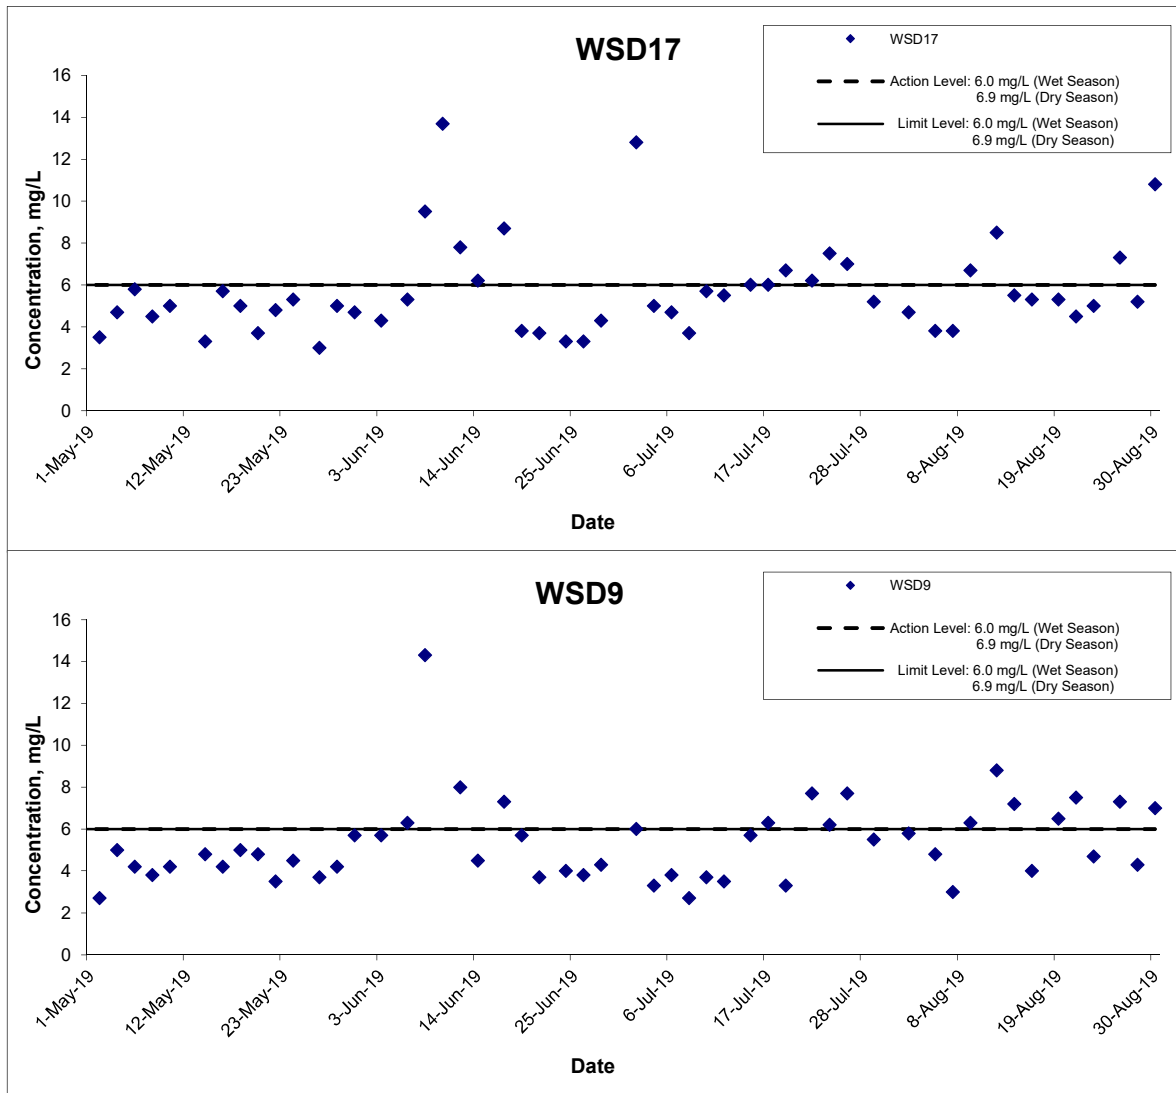 WSD17
WSD17
Action Level: 6.0 mg/L (Wet Season)
6.9 mg/L (Dry Season)
Limit Level: 6.0 mg/L (Wet Season)
6.9 mg/L (Dry Season)
Concentration, mg/L
16
14
12
10
8
6
4
2
0
1-May-19
12-May-19
23-May-19
3-Jun-19
14-Jun-19
25-Jun-19
6-Jul-19
17-Jul-19
28-Jul-19
8-Aug-19
19-Aug-19
30-Aug-19
Date
WSD9
WSD9
Action Level: 6.0 mg/L (Wet Season)
6.9 mg/L (Dry Season)
Limit Level: 6.0 mg/L (Wet Season)
6.9 mg/L (Dry Season)
Concentration, mg/L
16
14
12
10
8
6
4
2
0
1-May-19
12-May-19
23-May-19
3-Jun-19
14-Jun-19
25-Jun-19
6-Jul-19
17-Jul-19
28-Jul-19
8-Aug-19
19-Aug-19
30-Aug-19
Date